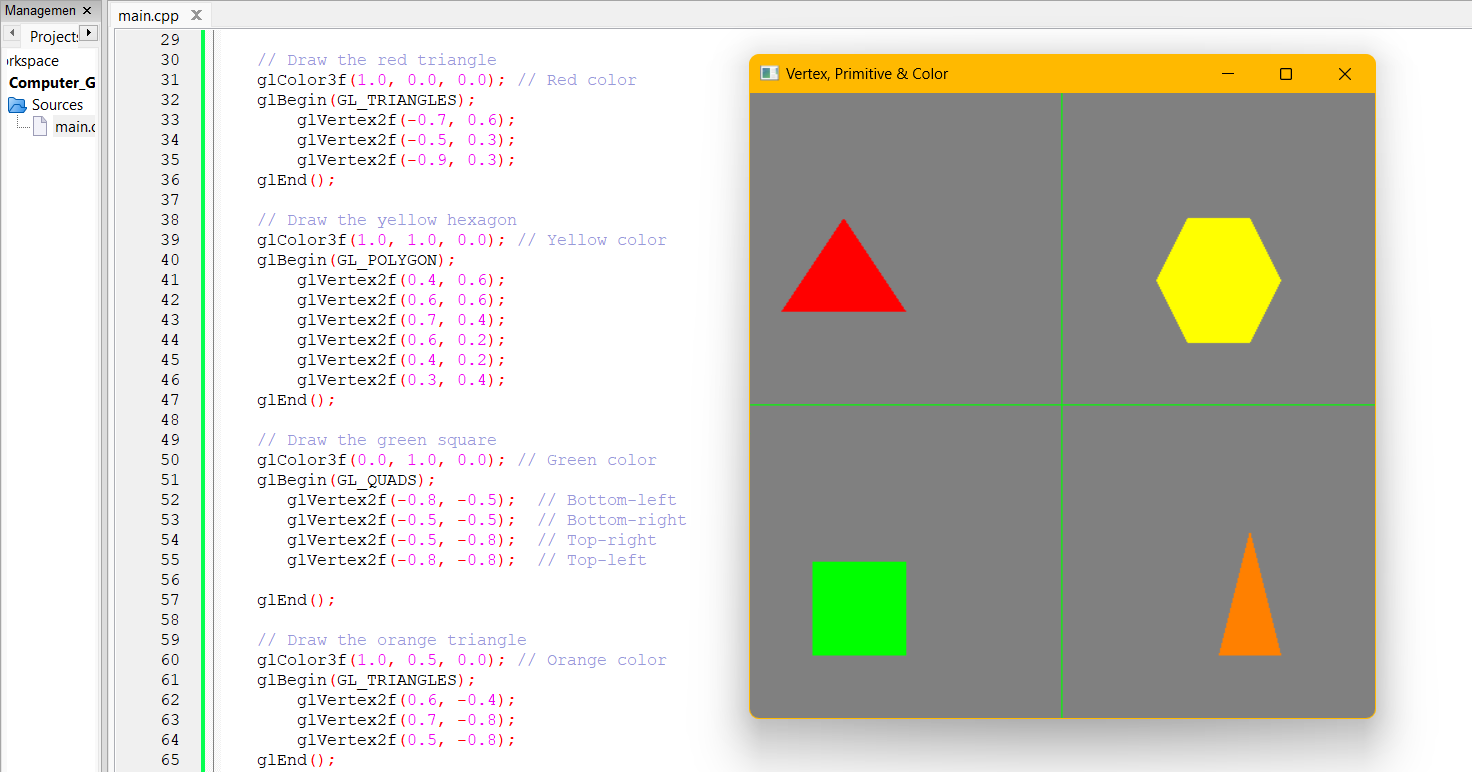 Managemen ×
main.cpp
Projects
rkspace
Computer_G
Sources
main.c
29
30 // Draw the red triangle
31 glColor3f(1.0, 0.0, 0.0); // Red color
32 glBegin(GL_TRIANGLES);
33 glVertex2f(-0.7, 0.6);
34 glVertex2f(-0.5, 0.3);
35 glVertex2f(-0.9, 0.3);
36 glEnd();
37
38 // Draw the yellow hexagon
39 glColor3f(1.0, 1.0, 0.0); // Yellow color
40 glBegin(GL_POLYGON);
41 glVertex2f(0.4, 0.6);
42 glVertex2f(0.6, 0.6);
43 glVertex2f(0.7, 0.4);
44 glVertex2f(0.6, 0.2);
45 glVertex2f(0.4, 0.2);
46 glVertex2f(0.3, 0.4);
47 glEnd();
48
49 // Draw the green square
50 glColor3f(0.0, 1.0, 0.0); // Green color
51 glBegin(GL_QUADS);
52 glVertex2f(-0.8, -0.5); // Bottom-left
53 glVertex2f(-0.5, -0.5); // Bottom-right
54 glVertex2f(-0.5, -0.8); // Top-right
55 glVertex2f(-0.8, -0.8); // Top-left
56
57 glEnd();
58
59 // Draw the orange triangle
60 glColor3f(1.0, 0.5, 0.0); // Orange color
61 glBegin(GL_TRIANGLES);
62 glVertex2f(0.6, -0.4);
63 glVertex2f(0.7, -0.8);
64 glVertex2f(0.5, -0.8);
65 glEnd();
Vertex, Primitive & Color